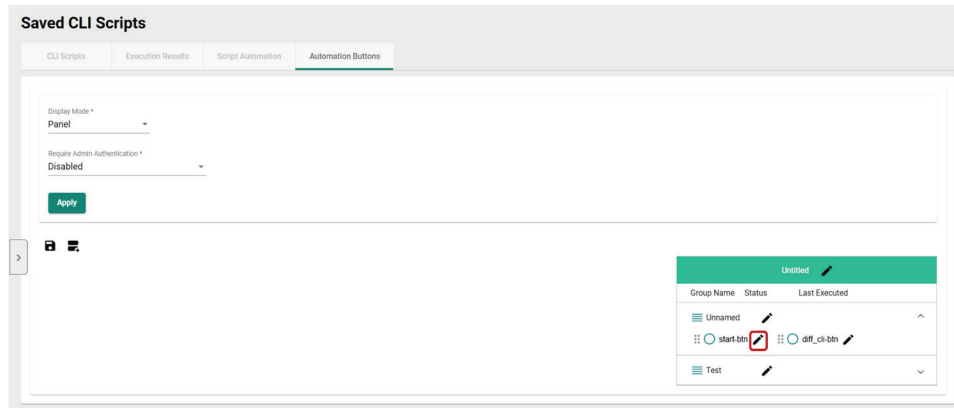 Saved CLI Scripts
CLI Scripts Execution Results Script Automation Automation Buttons
Display Mode *
Panel
Require Admin Authentication *
Disabled
Apply
Untitled
Group Name Status Last Executed
Unnamed
start-btn diff_cli-btn
Test